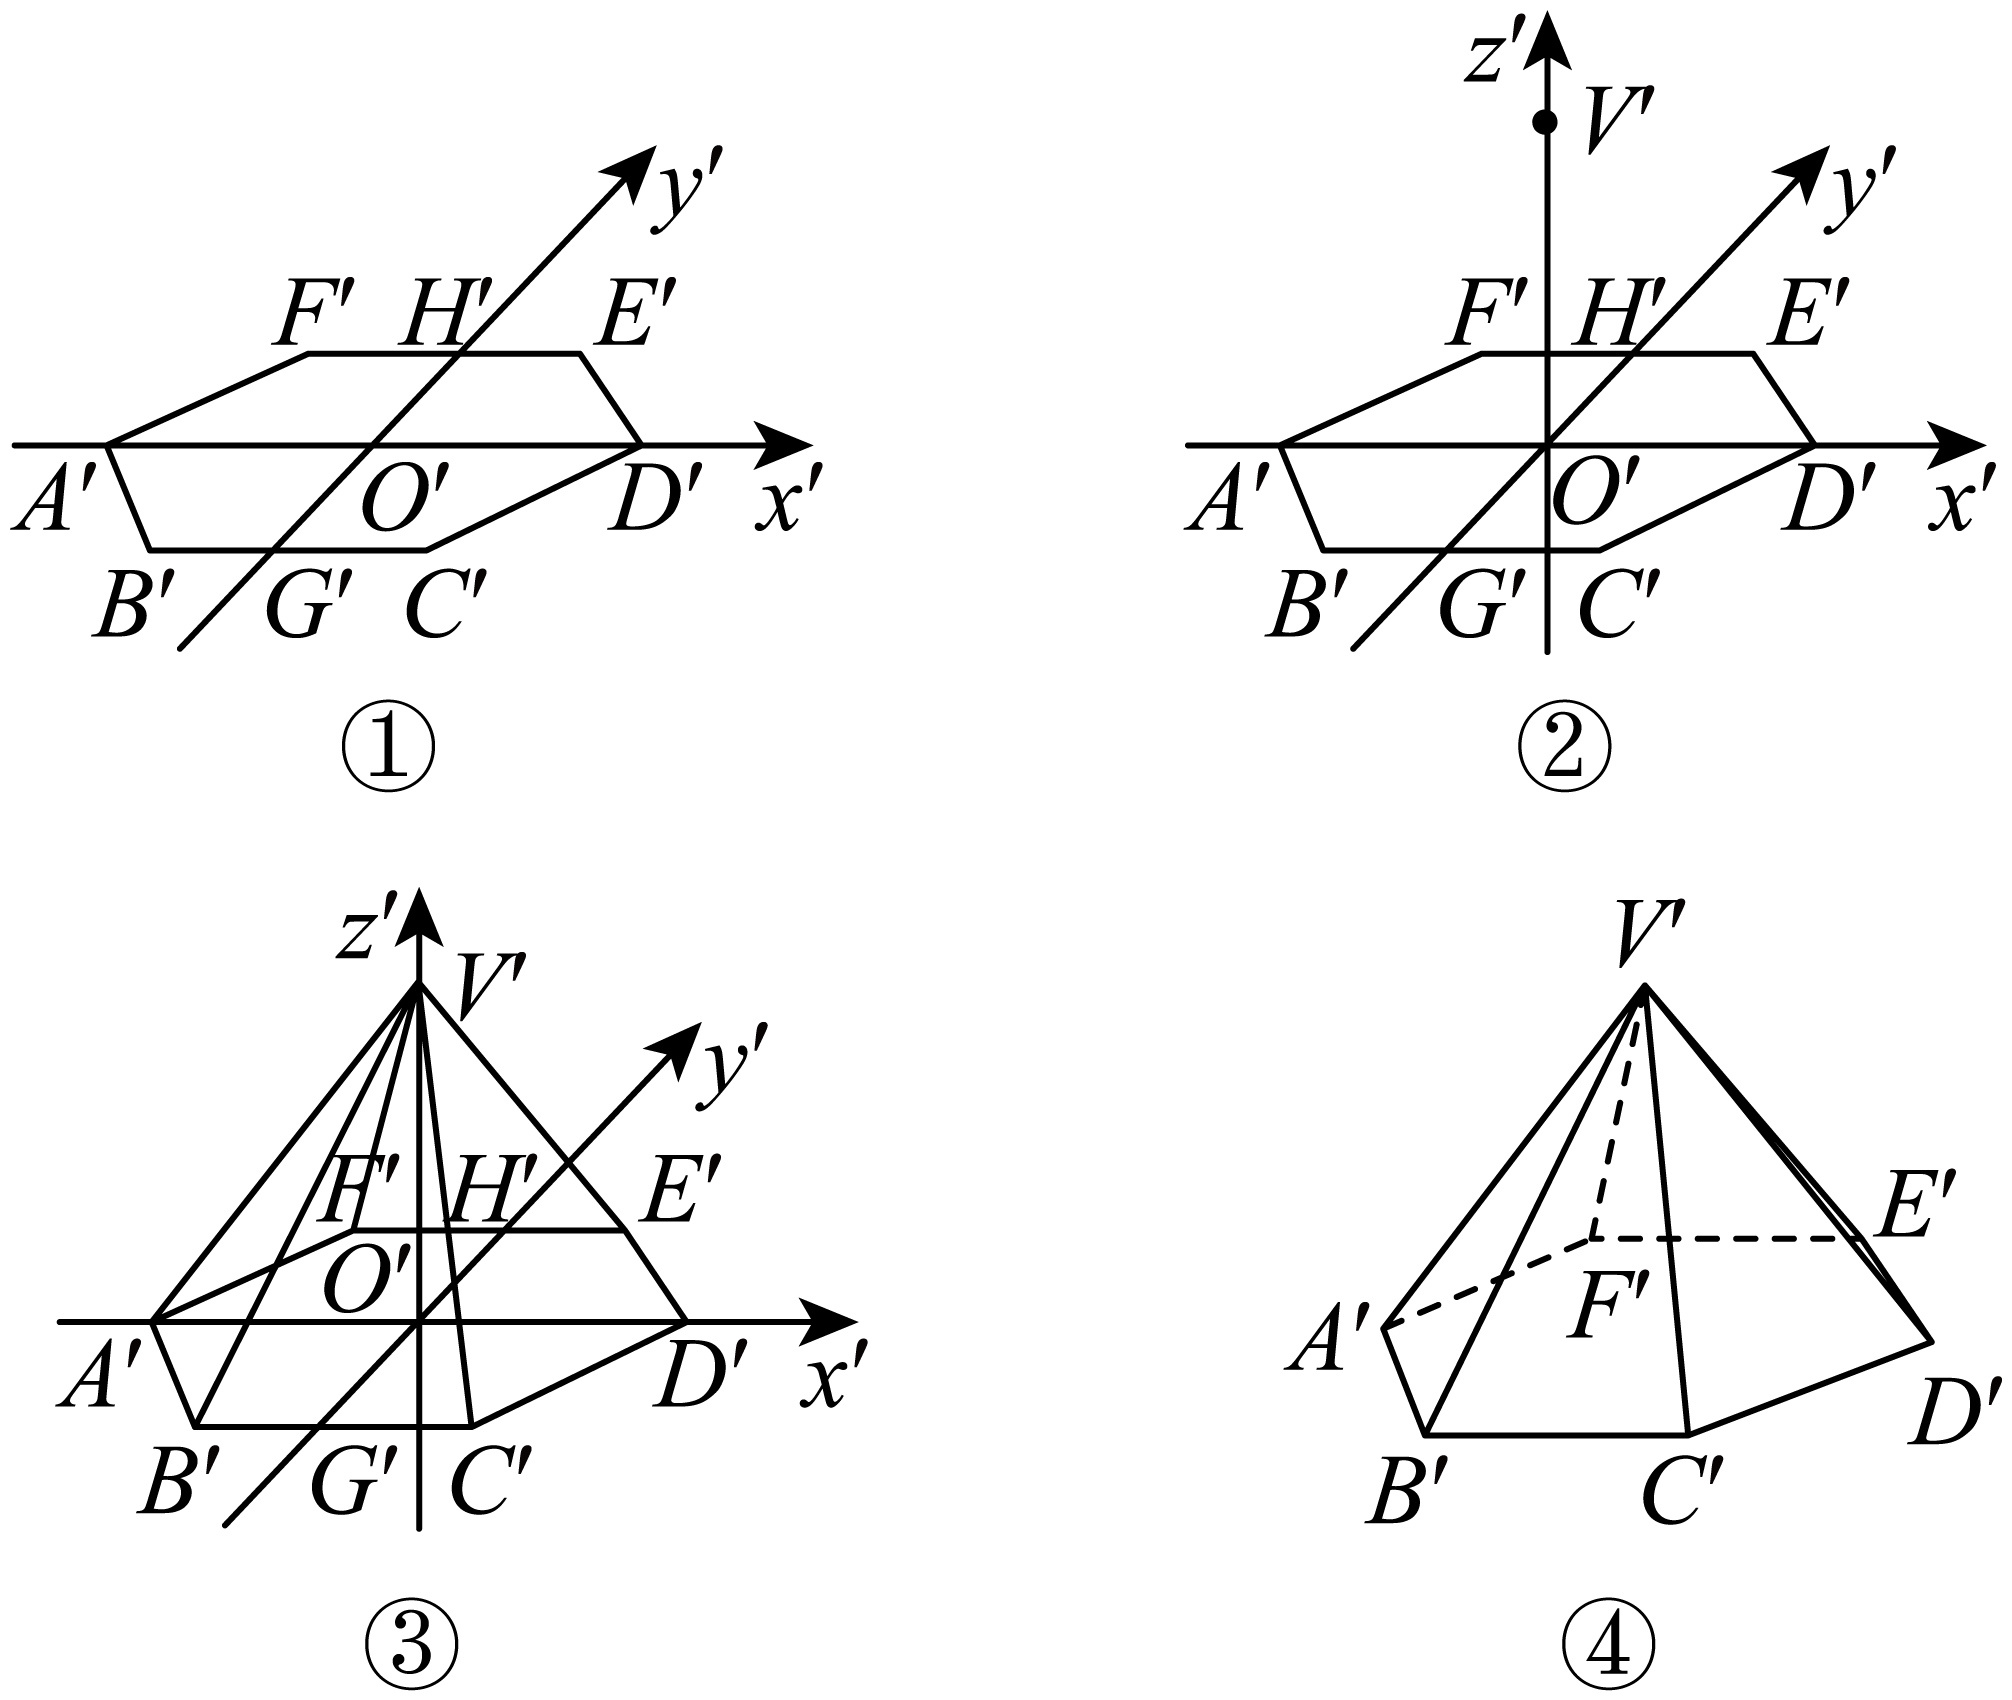 y′
F′ H′ E′
A′ O′ D′ x′
B′ G′ C′
①
z′
V′
y′
F′ H′ E′
A′ O′ D′ x′
B′ G′ C′
②
z′
V′
y′
F′ H′ E′
O′
A′ D′ x′
B′ G′ C′
③
V′
E′
F′
A′
D′
B′ C′
④